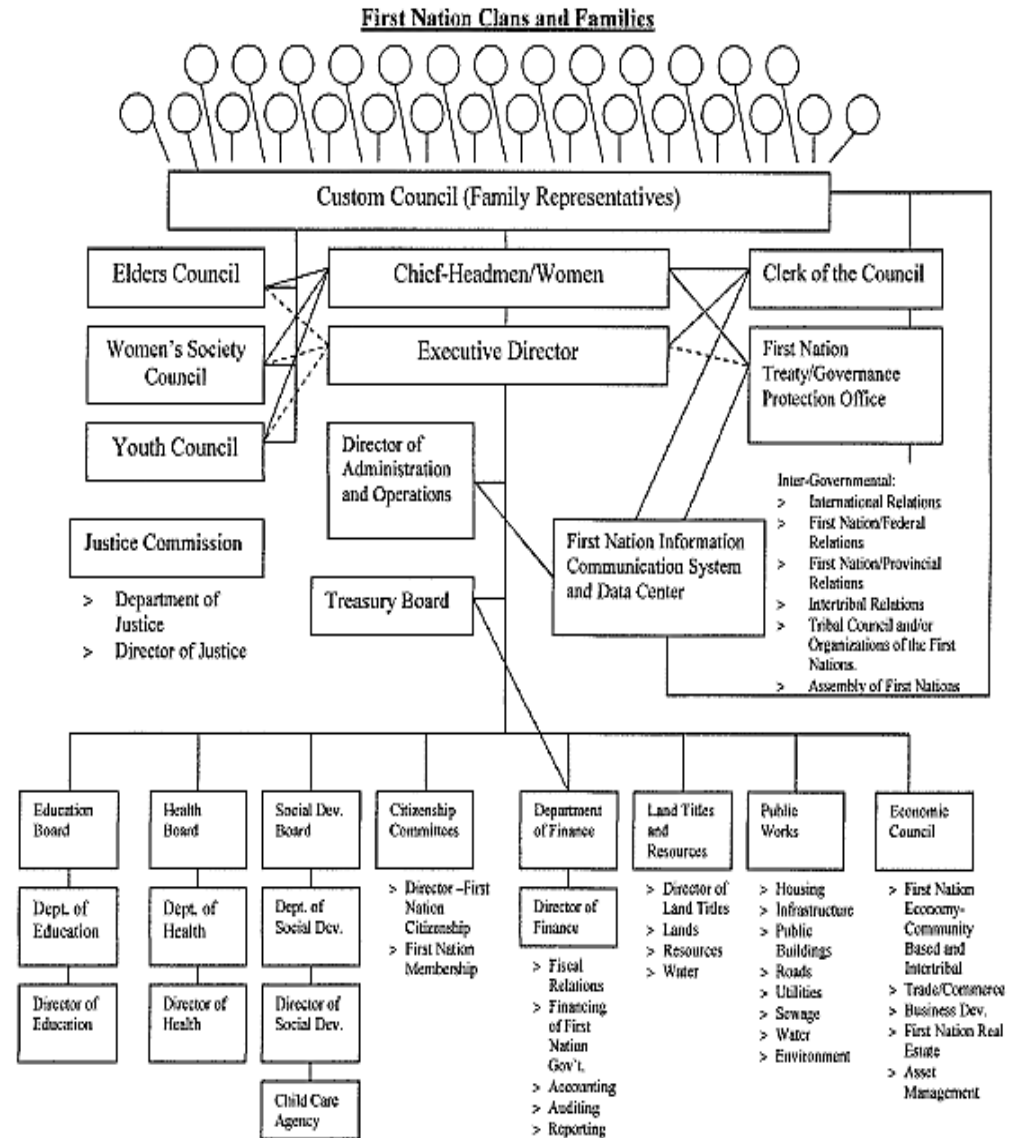 First Nation Clans and Families
Custom Council (Family Representatives)
Elders Council
Chief-Headmen/Women
Clerk of the Council
Women's Society
Council
Executive Director
First Nation
Treaty/Governance
Protection Office
Youth Council
Director of
Administration
and Operations
Inter-Governmental:
> International Relations
> First Nation/Federal
Relations
> First Nation/Provincial
Relations
> Intertribal Relations
> Tribal Council and/or
Organizations of the First
Nations.
> Assembly of First Nations
Justice Commission
> Department of
Justice
> Director of Justice
First Nation Information
Communication System
and Data Center
Treasury Board
Education
Board
Dept. of
Education
Director of
Education
Health
Board
Dept. of
Health
Director of
Health
Social Dev.
Board
Dept. of
Social Dev.
Director of
Social Dev.
Child Care
Agency
Citizenship
Committees
> Director –First
Nation
Citizenship
> First Nation
Membership
Department
of Finance
Director of
Finance
> Fiscal
Relations
> Financing
of First
Nation
Gov't.
> Accounting
> Auditing
> Reporting
Land Titles
and
Resources
> Director of
Land Titles
> Lands
> Resources
> Water
Public
Works
> Housing
> Infrastructure
> Public
Buildings
> Roads
> Utilities
> Sewage
> Water
> Environment
Economic
Council
> First Nation
Economy-
Community
Based and
Intertribal
> Trade/Commerce
> Business Dev.
> First Nation Real
Estate
> Asset
Management